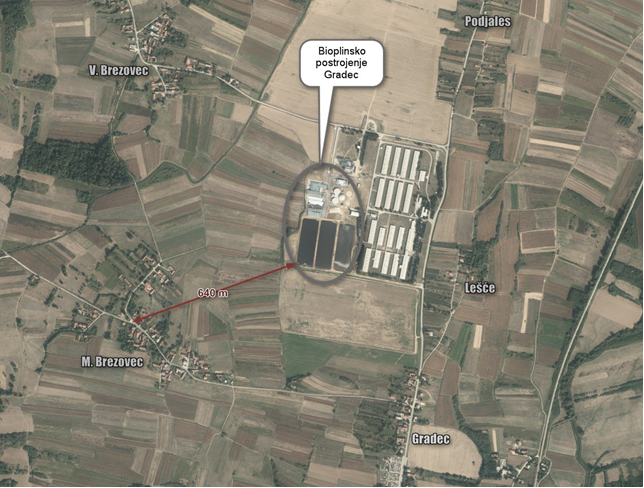 Podjales
Bioplinsko
postrojenje
Gradec
V. Brezovec
640 m
Lešće
M. Brezovec
Gradec